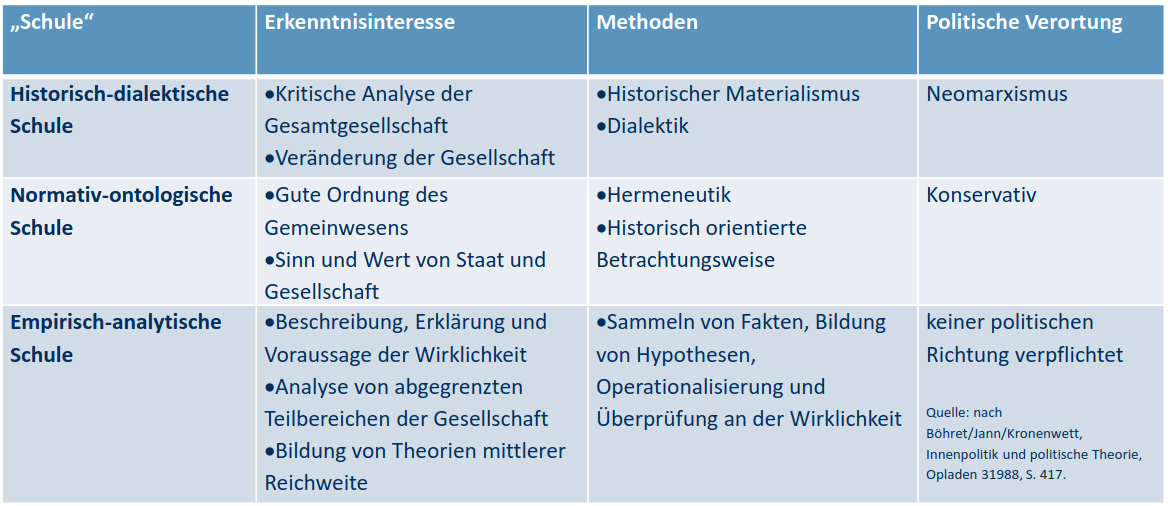 „Schule“
Erkenntnisinteresse
Methoden
Politische Verortung
Historisch-dialektische
Schule
•Kritische Analyse der
Gesamtgesellschaft
•Veränderung der Gesellschaft
•Historischer Materialismus
•Dialektik
Neomarxismus
Normativ-ontologische
Schule
•Gute Ordnung des
Gemeinwesens
•Sinn und Wert von Staat und
Gesellschaft
•Hermeneutik
•Historisch orientierte
Betrachtungsweise
Konservativ
Empirisch-analytische
Schule
•Beschreibung, Erklärung und
Voraussage der Wirklichkeit
•Analyse von abgegrenzten
Teilbereichen der Gesellschaft
•Bildung von Theorien mittlerer
Reichweite
•Sammeln von Fakten, Bildung
von Hypothesen,
Operationalisierung und
Überprüfung an der Wirklichkeit
keiner politischen
Richtung verpflichtet
Quelle: nach
Böhret/Jann/Kronenwett,
Innenpolitik und politische Theorie,
Opladen 31988, S. 417.